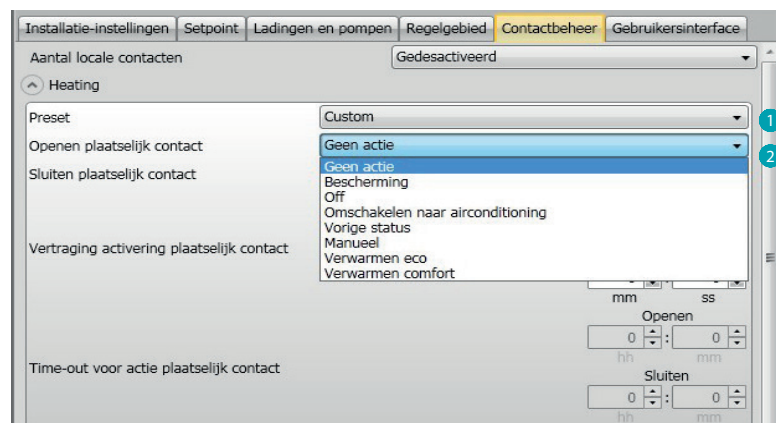 Installatie-instellingen Setpoint Ladingen en pompen Regelgebied Contactbeheer Gebruikersinterface
Aantal locale contacten Gedesactiveerd
Heating
Preset Custom 1
Openen plaatselijk contact Geen actie 2
Sluiten plaatselijk contact
Geen actie
Bescherming
Off
Omschakelen naar airconditioning
Vorige status
Manueel
Verwarmen eco
Verwarmen comfort
Vertraging activering plaatselijk contact
mm ss
Openen
0 : 0
hh mm
Time-out voor actie plaatselijk contact
Sluiten
0 : 0
hh mm